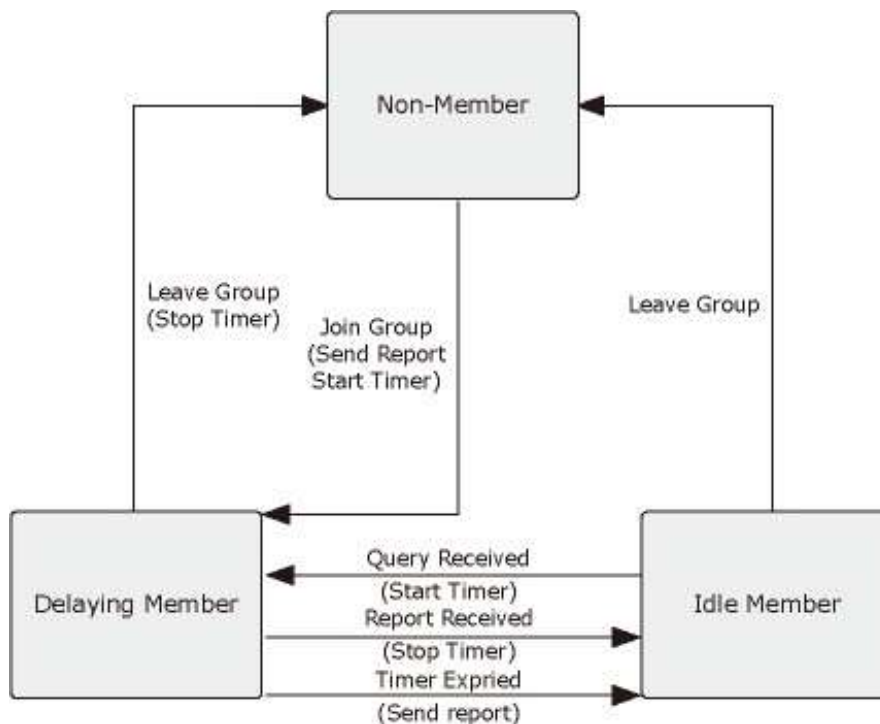 Non-Member
Leave Group
(Stop Timer)
Join Group
(Send Report
Start Timer)
Leave Group
Delaying Member
Query Received
(Start Timer)
Report Received
(Stop Timer)
Timer Expried
(Send report)
Idle Member